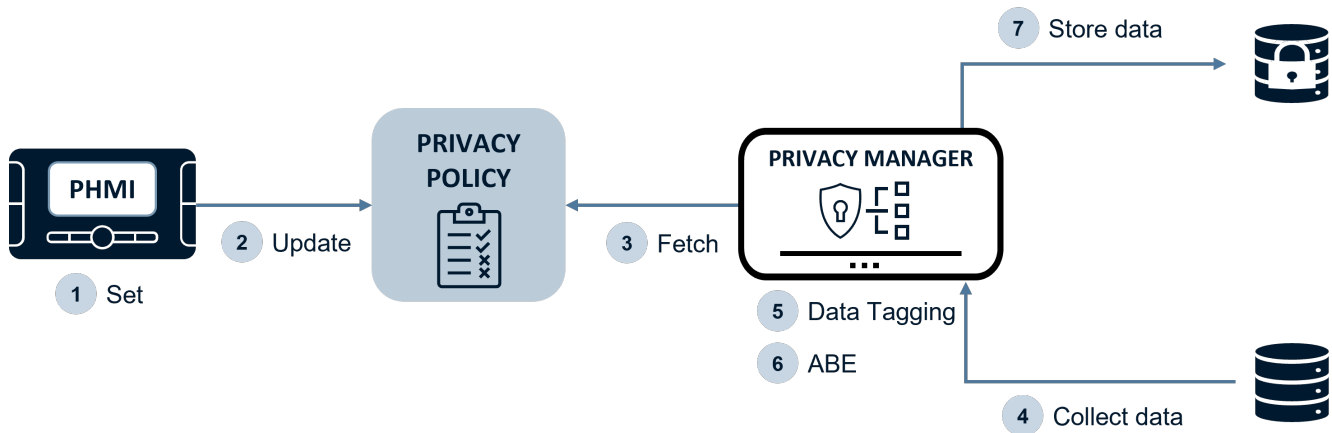 7 Store data
PRIVACY
POLICY
PRIVACY MANAGER
PHMI
2 Update
3 Fetch
1 Set
5 Data Tagging
6 ABE
4 Collect data